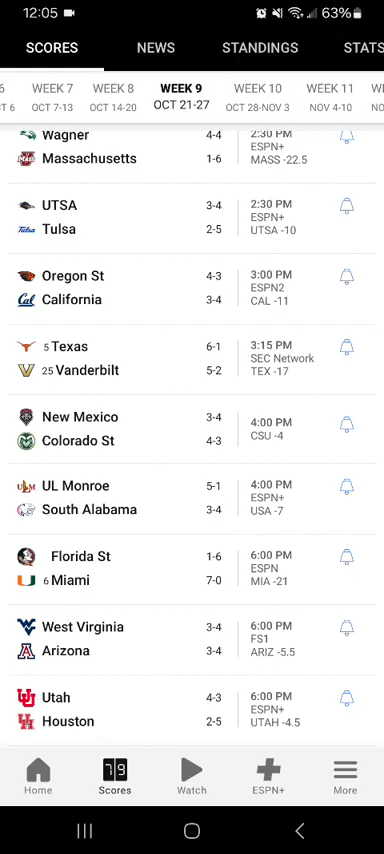 12:05
63%
SCORES NEWS STANDINGS STATS
6 WEEK 7 WEEK 8 WEEK 9 WEEK 10 WEEK 11 WE
T 6 OCT 7-13 OCT 14-20 OCT 21-27 OCT 28-NOV 3 NOV 4-10 NO
Wagner 4-4 2:30 PM
ESPN+
Massachusetts 1-6 MASS -22.5
UTSA 3-4 2:30 PM
ESPN+
Tulsa 2-5 UTSA -10
Oregon St 4-3 3:00 PM
ESPN2
California 3-4 CAL -11
5 Texas 6-1 3:15 PM
SEC Network
25 Vanderbilt 5-2 TEX -17
New Mexico 3-4 4:00 PM
Colorado St 4-3 CSU -4
UL Monroe 5-1 4:00 PM
ESPN+
South Alabama 3-4 USA -7
Florida St 1-6 6:00 PM
ESPN
6 Miami 7-0 MIA -21
West Virginia 3-4 6:00 PM
FS1
Arizona 3-4 ARIZ -5.5
Utah 4-3 6:00 PM
ESPN+
Houston 2-5 UTAH -4.5
79
Home Scores Watch ESPN+ More